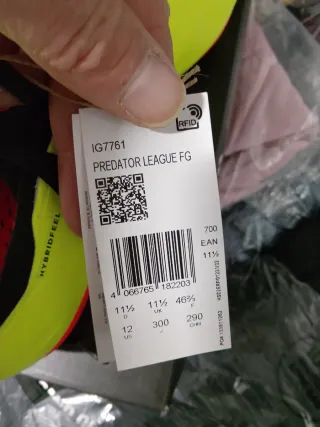 RFID
IG7761
PREDATOR LEAGUE FG
700
EAN
11½
4 066765 182203
11½ D
11½ UK
46⅔ F
12 US
300 J
290 CHN
HYBRIDFEEL